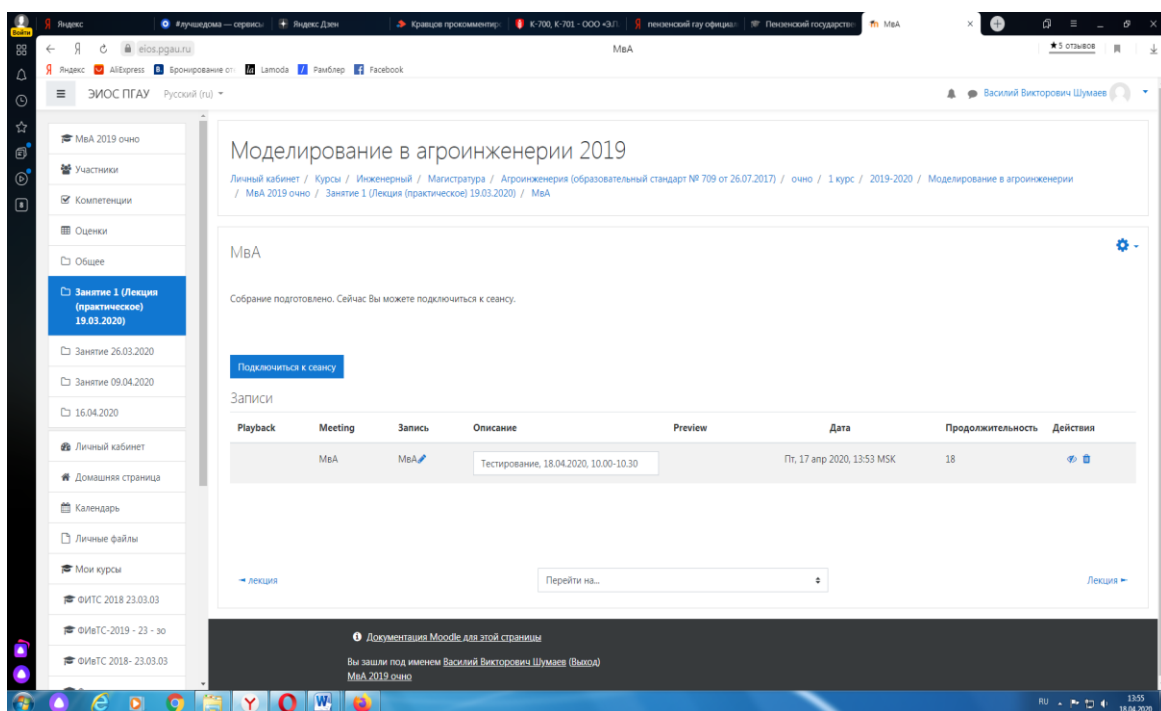 Яндекс
#лучшедома — сервисы
Яндекс Дзен
Кравцов прокомментиро
K-700, K-701 - ООО «ЭЛ
пензенский гау официал
Пензенский государстве
МвА
Войти
eios.pgau.ru
МвА
★5 отзывов
Яндекс
AliExpress
Бронирование от
Lamoda
Рамблер
Facebook
ЭИОС ПГАУ
Русский (ru)
Василий Викторович Шумаев
МвА 2019 очно
Участники
Компетенции
Оценки
Общее
Занятие 1 (Лекция
(практическое)
19.03.2020)
Занятие 26.03.2020
Занятие 09.04.2020
16.04.2020
Личный кабинет
Домашняя страница
Календарь
Личные файлы
Мои курсы
ФИТС 2018 23.03.03
ФИвТС-2019 - 23 - зо
ФИвТС 2018- 23.03.03
Моделирование в агроинженерии 2019
Личный кабинет / Курсы / Инженерный / Магистратура / Агроинженерия (образовательный стандарт № 709 от 26.07.2017) / очно / 1 курс / 2019-2020 / Моделирование в агроинженерии
/ МвА 2019 очно / Занятие 1 (Лекция (практическое) 19.03.2020) / МвА
МвА
Собрание подготовлено. Сейчас Вы можете подключиться к сеансу.
Подключиться к сеансу
Записи
Playback Meeting Запись Описание Preview Дата Продолжительность Действия
МвА МвА Тестирование, 18.04.2020, 10.00-10.30 Пт, 17 апр 2020, 13:53 MSK 18
◄ лекция
Перейти на...
Лекция ►
Документация Moodle для этой страницы
Вы зашли под именем Василий Викторович Шумаев (Выход)
МвА 2019 очно
RU
13:55
18.04.2020